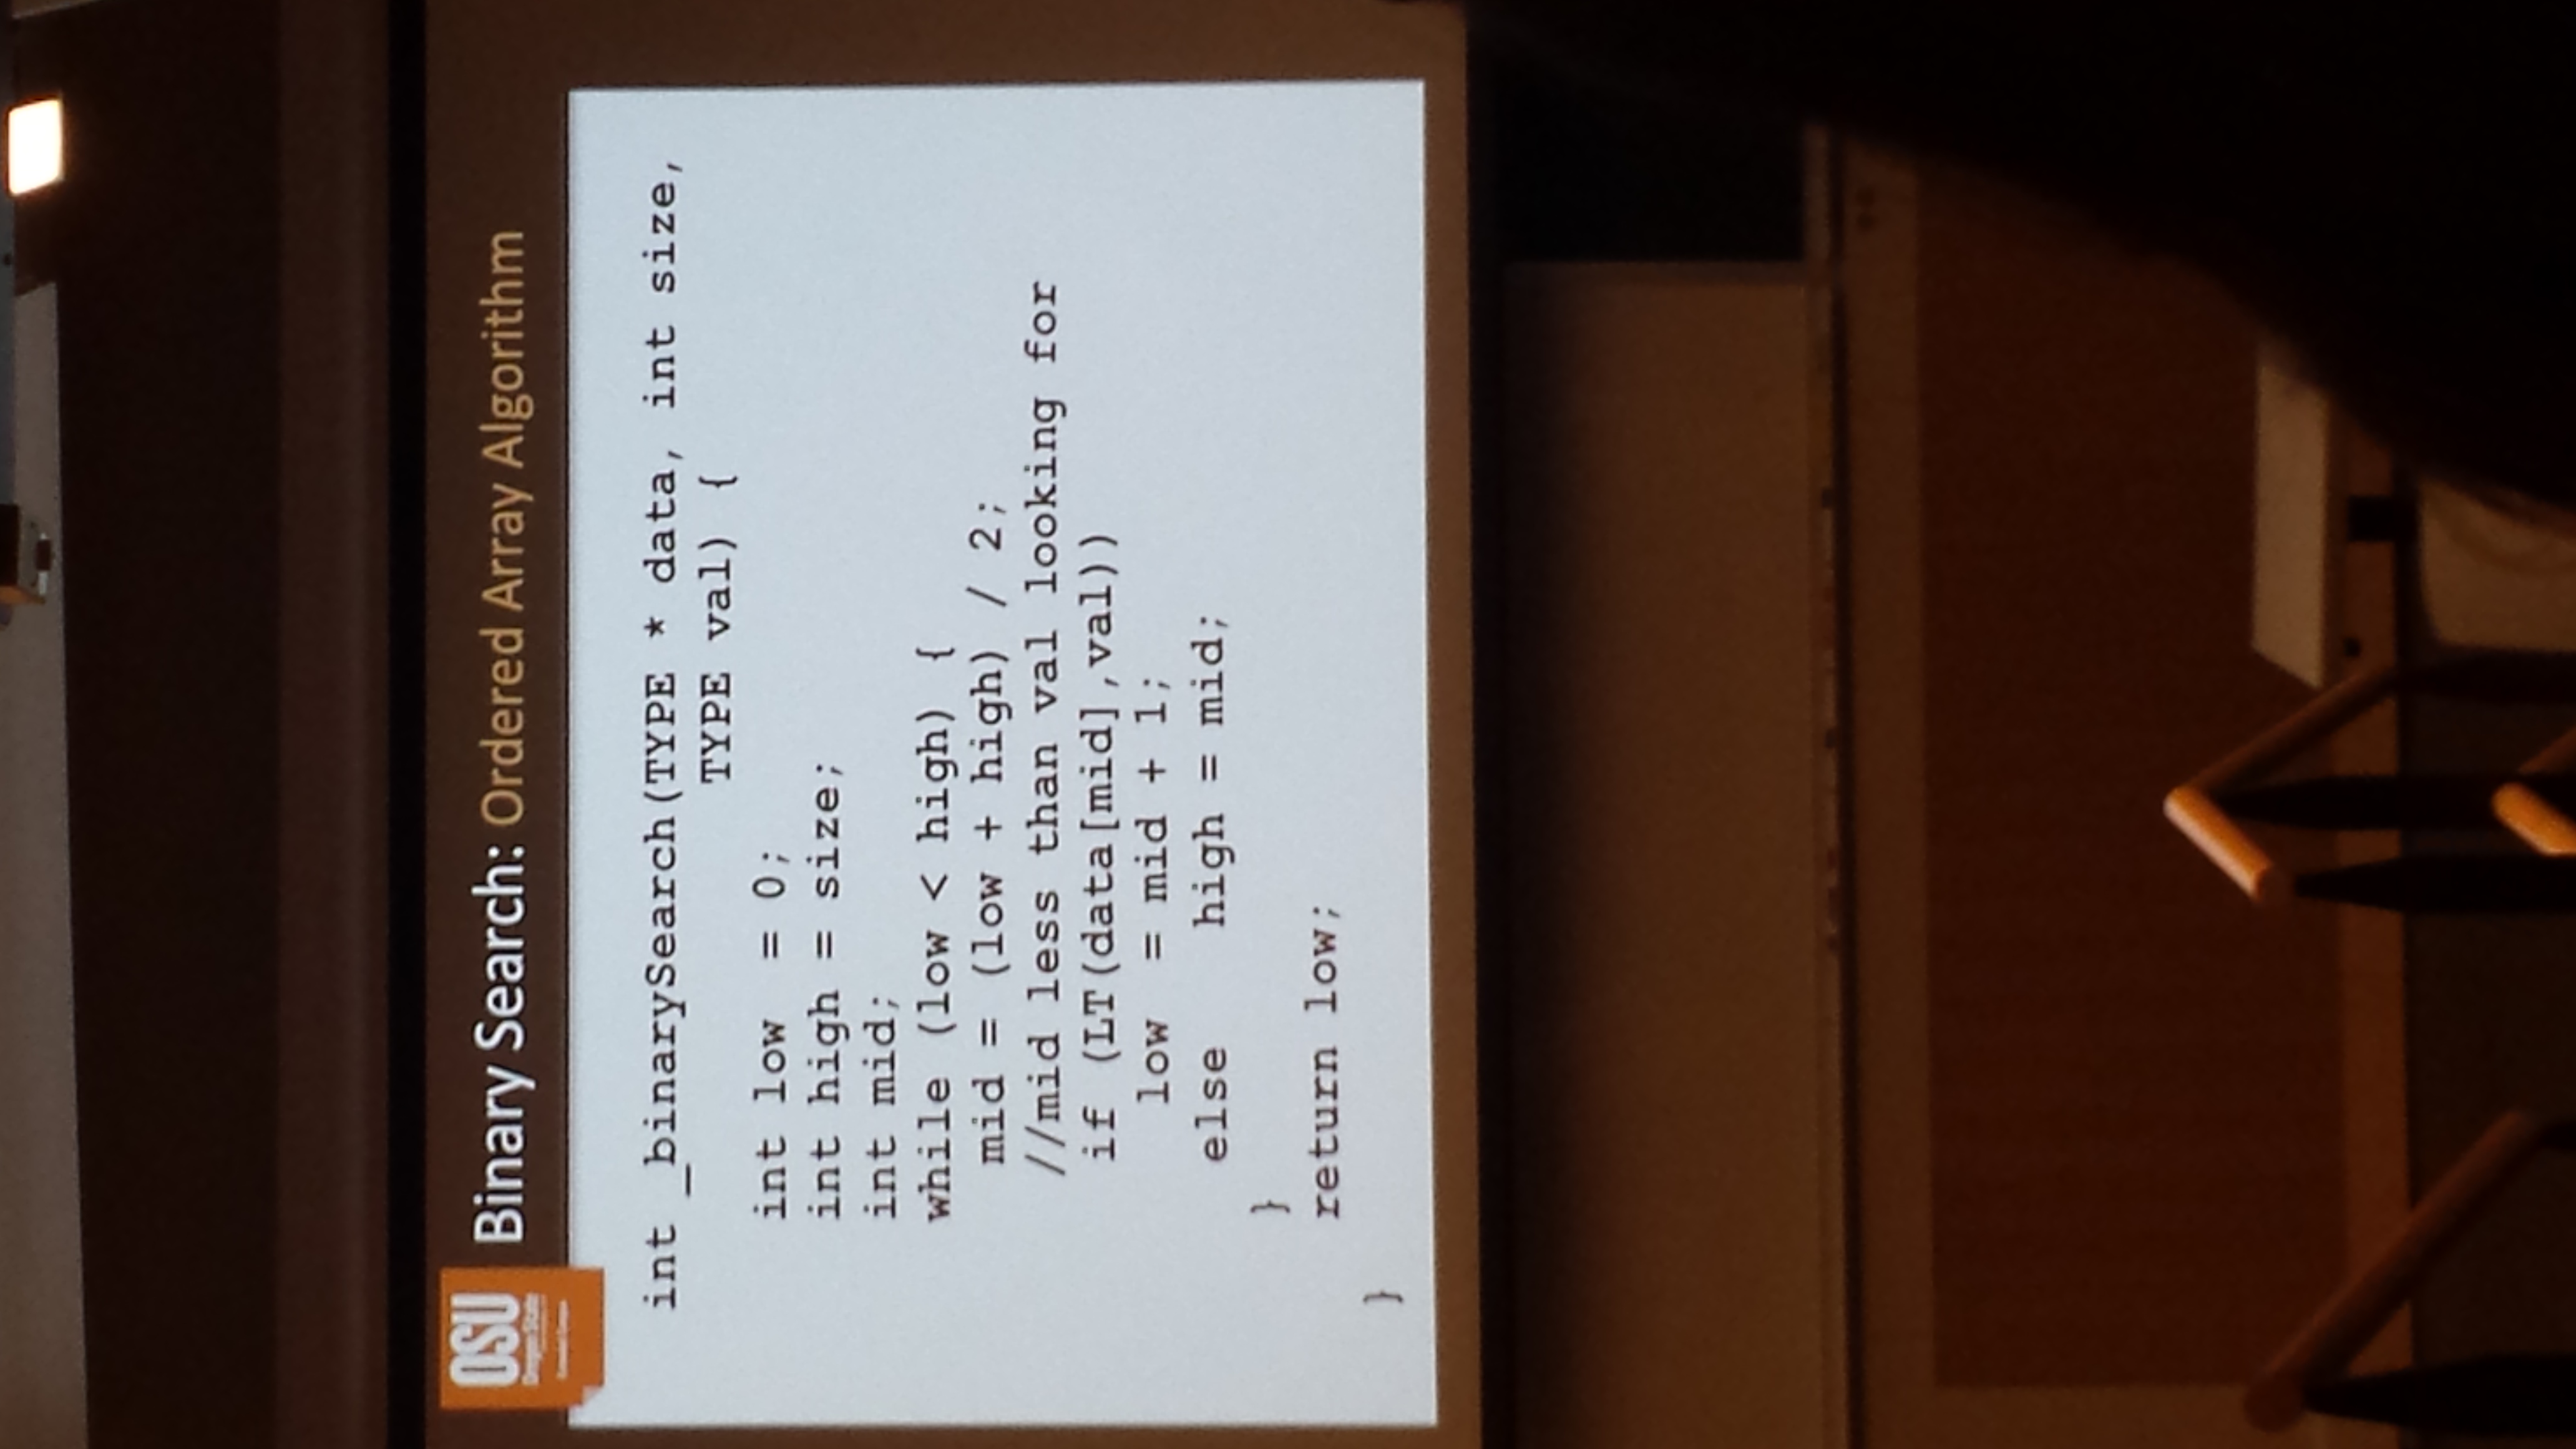 OSU
Oregon State
Binary Search: Ordered Array Algorithm
int _binarySearch(TYPE * data, int size,
TYPE val) {
int low  = 0;
int high = size;
int mid;
while (low < high) {
mid = (low + high) / 2;
//mid less than val looking for
if (LT(data[mid],val))
low  = mid + 1;
else    high = mid;
}
return low;
}